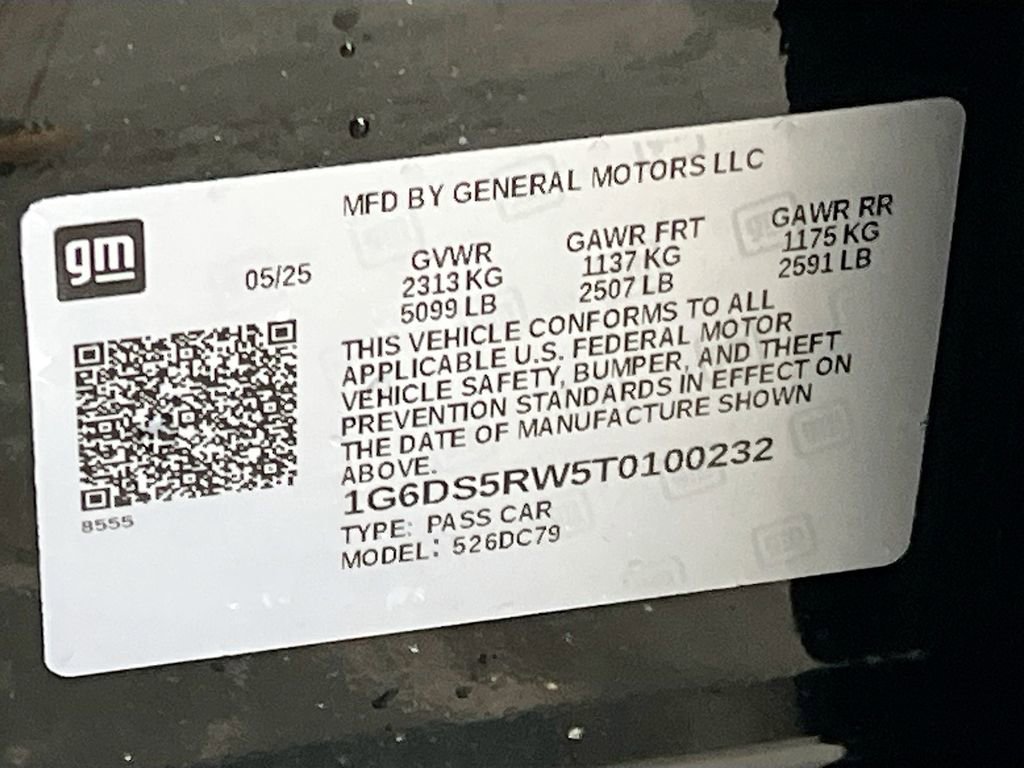 MFD BY GENERAL MOTORS LLC
gm
05/25
GVWR GAWR FRT GAWR RR
2313 KG 1137 KG 1175 KG
5099 LB 2507 LB 2591 LB
THIS VEHICLE CONFORMS TO ALL
APPLICABLE U.S. FEDERAL MOTOR
VEHICLE SAFETY, BUMPER, AND THEFT
PREVENTION STANDARDS IN EFFECT ON
THE DATE OF MANUFACTURE SHOWN
ABOVE.
1G6DS5RW5T0100232
TYPE: PASS CAR
MODEL: 526DC79
8555